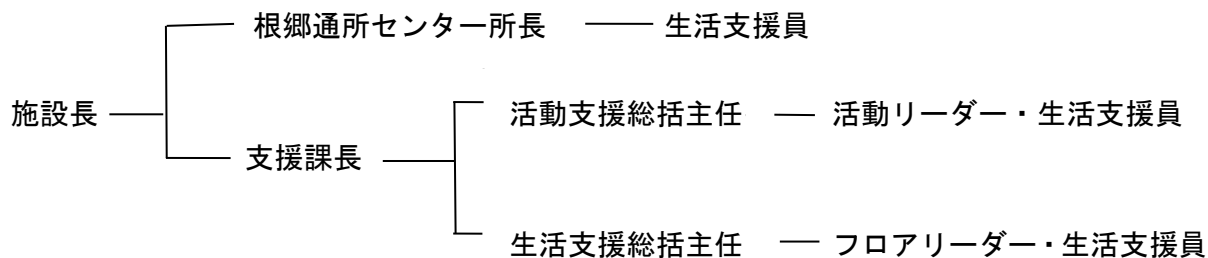 根郷通所センター所長 生活支援員
施設長
活動支援総括主任 活動リーダー・生活支援員
支援課長
生活支援総括主任 フロアリーダー・生活支援員